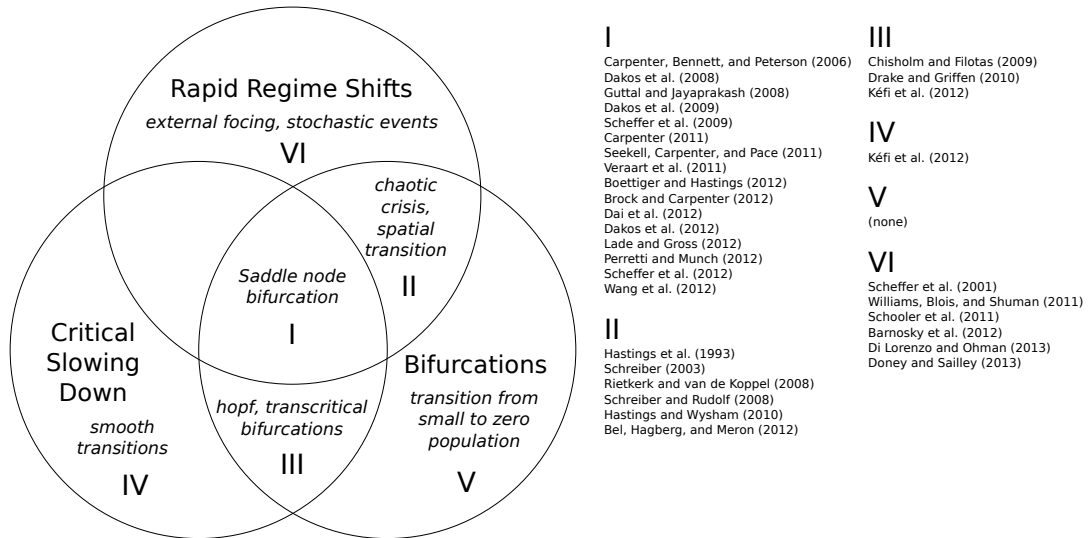 Rapid Regime Shifts
external focing, stochastic events
VI
chaotic
crisis,
spatial
transition
II
Saddle node
bifurcation
I
Critical
Slowing
Down
smooth
transitions
IV
hopf, transcritical
bifurcations
III
Bifurcations
transition from
small to zero
population
V
I
Carpenter, Bennett, and Peterson (2006)
Dakos et al. (2008)
Guttal and Jayaprakash (2008)
Dakos et al. (2009)
Scheffer et al. (2009)
Carpenter (2011)
Seekell, Carpenter, and Pace (2011)
Veraart et al. (2011)
Boettiger and Hastings (2012)
Brock and Carpenter (2012)
Dai et al. (2012)
Dakos et al. (2012)
Lade and Gross (2012)
Perretti and Munch (2012)
Scheffer et al. (2012)
Wang et al. (2012)
II
Hastings et al. (1993)
Schreiber (2003)
Rietkerk and van de Koppel (2008)
Schreiber and Rudolf (2008)
Hastings and Wysham (2010)
Bel, Hagberg, and Meron (2012)
III
Chisholm and Filotas (2009)
Drake and Griffen (2010)
Kéfi et al. (2012)
IV
Kéfi et al. (2012)
V
(none)
VI
Scheffer et al. (2001)
Williams, Blois, and Shuman (2011)
Schooler et al. (2011)
Barnosky et al. (2012)
Di Lorenzo and Ohman (2013)
Doney and Sailley (2013)